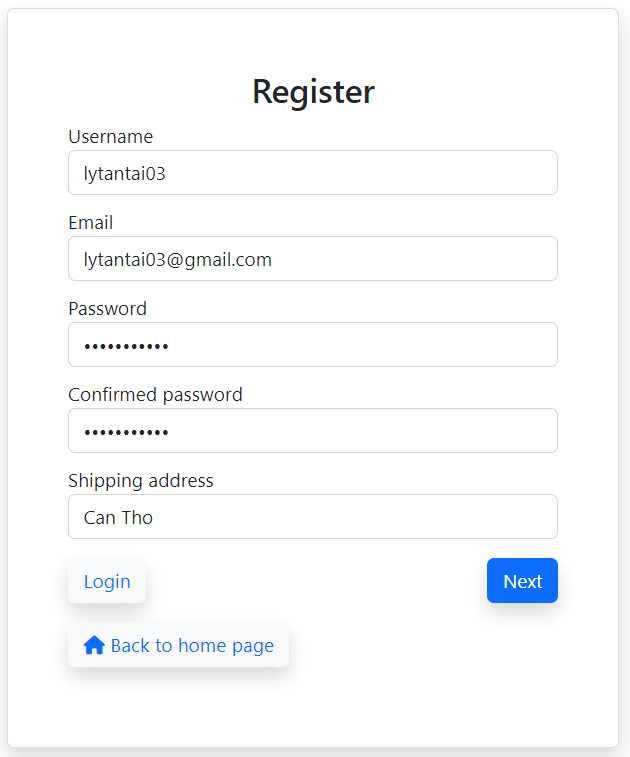 Register
Username
lytantai03
Email
lytantai03@gmail.com
Password
•••••••••••
Confirmed password
•••••••••••
Shipping address
Can Tho
Login
Next
Back to home page